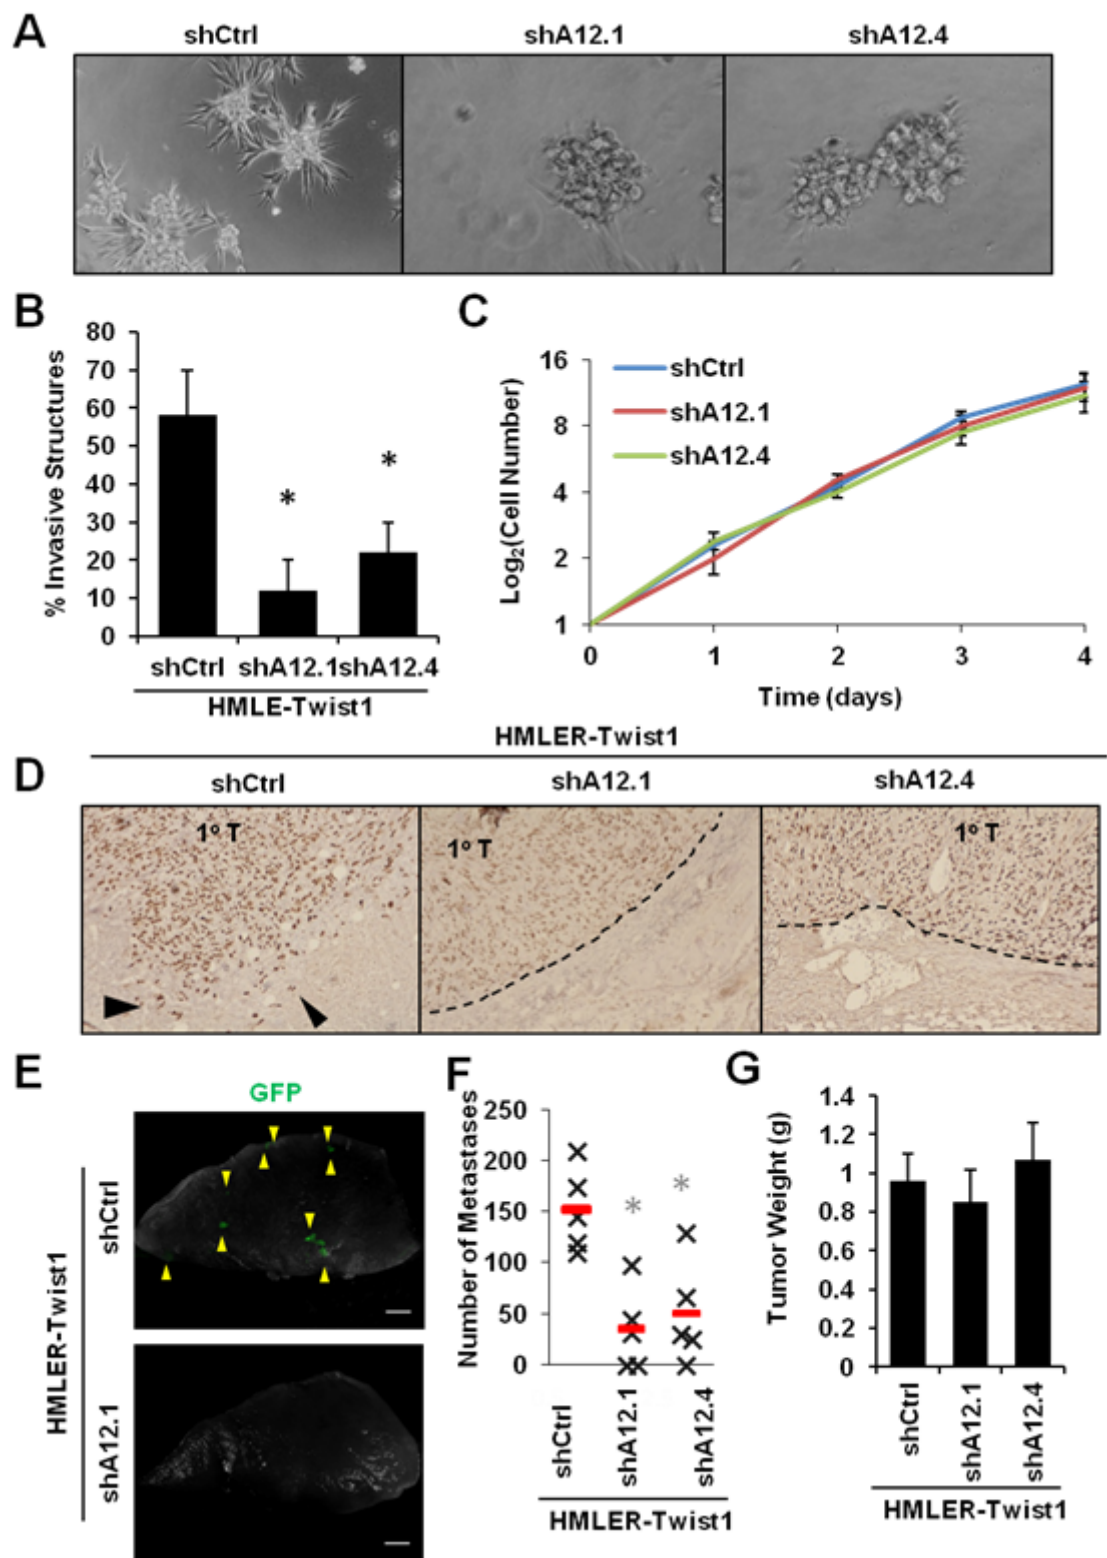 A
shCtrl shA12.1 shA12.4
B
80
70
60
50
40
30
20
10
0
% Invasive Structures
*
*
shCtrl shA12.1 shA12.4
HMLE-Twist1
C
16
8
4
2
1
Log₂(Cell Number)
shCtrl
shA12.1
shA12.4
0 1 2 3 4
Time (days)
HMLER-Twist1
D
shCtrl shA12.1 shA12.4
1º T 1º T 1º T
E
GFP
shCtrl
shA12.1
HMLER-Twist1
F
250
200
150
100
50
0
Number of Metastases
*
*
shCtrl
shA12.1
shA12.4
HMLER-Twist1
G
1.4
1.2
1
0.8
0.6
0.4
0.2
0
Tumor Weight (g)
shCtrl
shA12.1
shA12.4
HMLER-Twist1